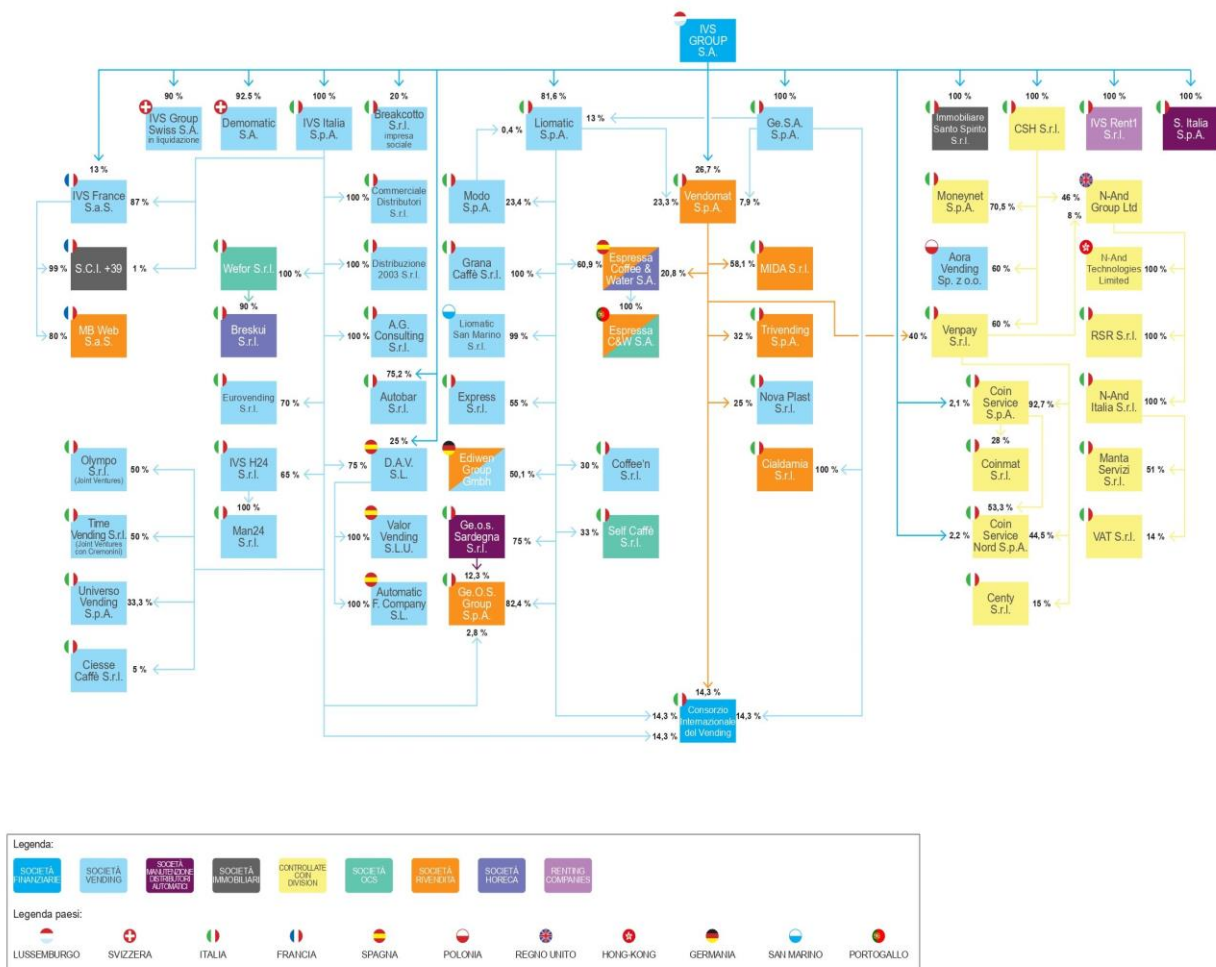 IVS
GROUP
S.A.
90 %
92.5%
100%
20 %
81,6%
100%
100 %
100 %
100 %
100 %
IVS Group
Swiss S.A.
in liquidazione
Demomatic
S.A.
IVS Italia
S.p.A.
Breakcotto
S.r.l.
impresa
sociale
Liomatic
S.p.A.
13 %
Ge.S.A.
S.p.A.
Immobiliare
Santo Spirito
S.r.l.
CSH S.r.l.
IVS Rent1
S.r.l.
S. Italia
S.p.A.
0,4 %
13 %
26,7 %
IVS France
S.a.S.
87 %
100 %
Commerciale
Distributori
S.r.l.
Modo
S.p.A.
23,4 %
23,3 %
Vendomat
S.p.A.
7,9 %
Moneynet
S.p.A.
70,5 %
46 %
8 %
N-And
Group Ltd
99 %
S.C.I. +39
1 %
Wefor S.r.l.
100%
100%
Distribuzione
2003 S.r.l.
Grana
Caffè S.r.l.
100%
60,9 %
Espressa
Coffee &
Water S.A.
20,8 %
58,1 %
MIDA S.r.l.
Aora
Vending
Sp. z o.o.
60 %
N-And
Technologies
Limited
100%
90 %
100 %
80 %
MB Web
S.a.S.
Breskui
S.r.l.
100%
A.G.
Consulting
S.r.l.
Liomatic
San Marino
S.r.l.
99 %
Espressa
C&W S.A.
32 %
Trivending
S.p.A.
40 %
Venpay
S.r.l.
60 %
RSR S.r.l.
100%
75,2 %
Eurovending
S.r.l.
70 %
Autobar
S.r.l.
Express
S.r.l.
55 %
25 %
Nova Plast
S.r.l.
2,1 %
Coin
Service
S.p.A.
92,7 %
N-And
Italia S.r.l.
100%
25 %
28 %
Olympo
S.r.l.
(Joint Ventures)
50 %
IVS H24
S.r.l.
65 %
75 %
D.A.V.
S.L.
Ediwen
Group
Gmbh
50,1 %
30 %
Coffee'n
S.r.l.
Cialdamia
S.r.l.
100%
Coinmat
S.r.l.
Manta
Servizi
S.r.l.
51 %
100 %
53,3 %
Time
Vending S.r.l.
(Joint Ventures
con Cremonini)
50 %
Man24
S.r.l.
100%
Valor
Vending
S.L.U.
Ge.o.s.
Sardegna
S.r.l.
75 %
33 %
Self Caffè
S.r.l.
2,2 %
Coin
Service
Nord S.p.A.
44,5 %
VAT S.r.l.
14 %
12,3 %
Universo
Vending
S.p.A.
33,3 %
100%
Automatic
F. Company
S.L.
Ge.O.S.
Group
S.p.A.
82,4 %
Centy
S.r.l.
15 %
2,8 %
Ciesse
Caffè S.r.l.
5 %
14,3 %
14,3 %
Consorzio
Internazionale
del Vending
14,3 %
14,3 %
Legenda:
SOCIETÀ
FINANZIARIE
SOCIETÀ
VENDING
SOCIETÀ
MANUTENZIONE
DISTRIBUTORI
AUTOMATICI
SOCIETÀ
IMMOBILIARI
CONTROLLATE
COIN
DIVISION
SOCIETÀ
OCS
SOCIETÀ
RIVENDITA
SOCIETÀ
HORECA
RENTING
COMPANIES
Legenda paesi:
LUSSEMBURGO
SVIZZERA
ITALIA
FRANCIA
SPAGNA
POLONIA
REGNO UNITO
HONG-KONG
GERMANIA
SAN MARINO
PORTOGALLO